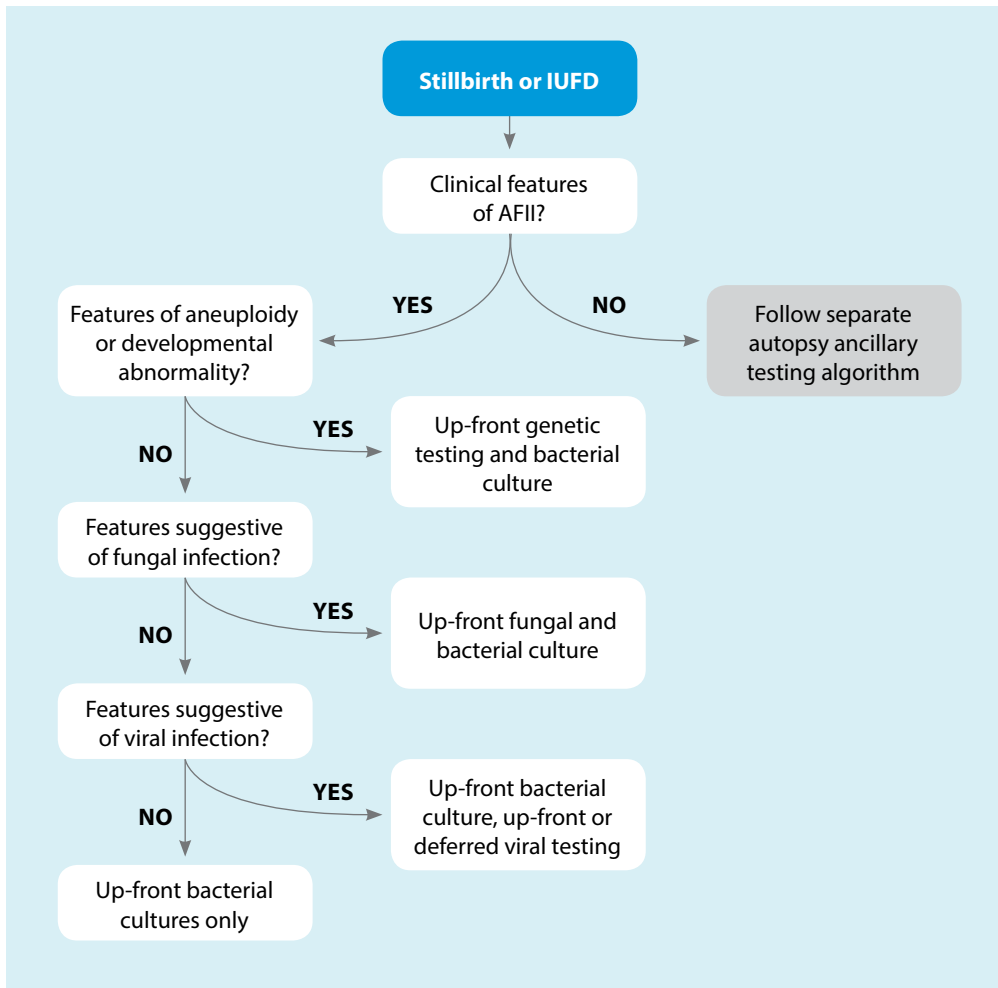 Stillbirth or IUFD
Clinical features
of AFII?
YES
NO
Features of aneuploidy
or developmental
abnormality?
Follow separate
autopsy ancillary
testing algorithm
YES
NO
Up-front genetic
testing and bacterial
culture
Features suggestive
of fungal infection?
YES
NO
Up-front fungal and
bacterial culture
Features suggestive
of viral infection?
YES
NO
Up-front bacterial
culture, up-front or
deferred viral testing
Up-front bacterial
cultures only